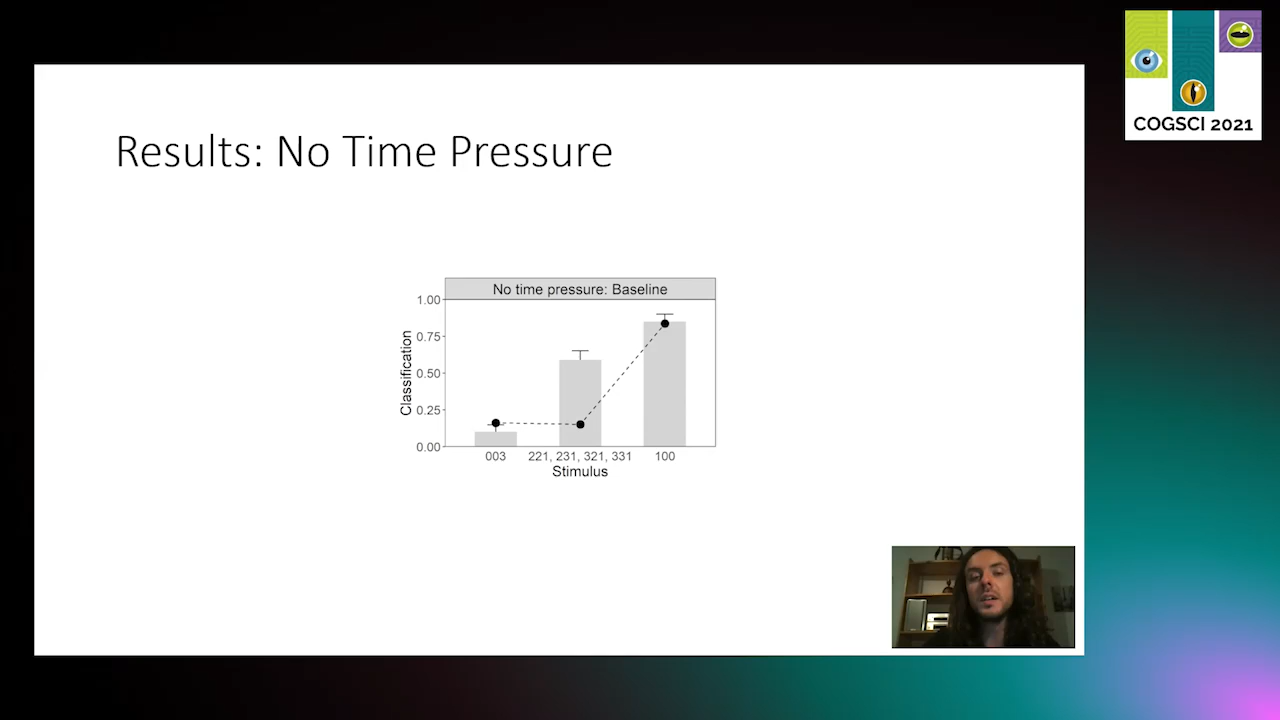 COGSCI 2021
Results: No Time Pressure
No time pressure: Baseline
1.00
0.75
0.50
0.25
0.00
Classification
003
221, 231, 321, 331
100
Stimulus